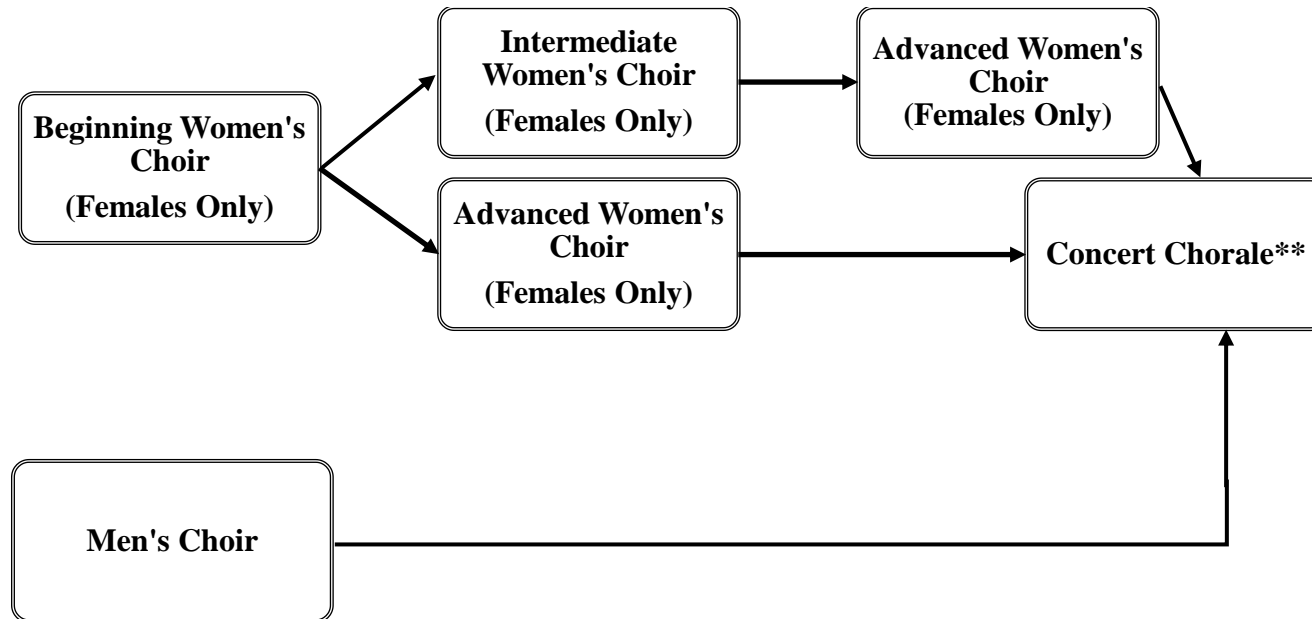 Intermediate
Women's Choir
(Females Only)
Advanced Women's
Choir
(Females Only)
Beginning Women's
Choir
(Females Only)
Advanced Women's
Choir
(Females Only)
Concert Chorale**
Men's Choir